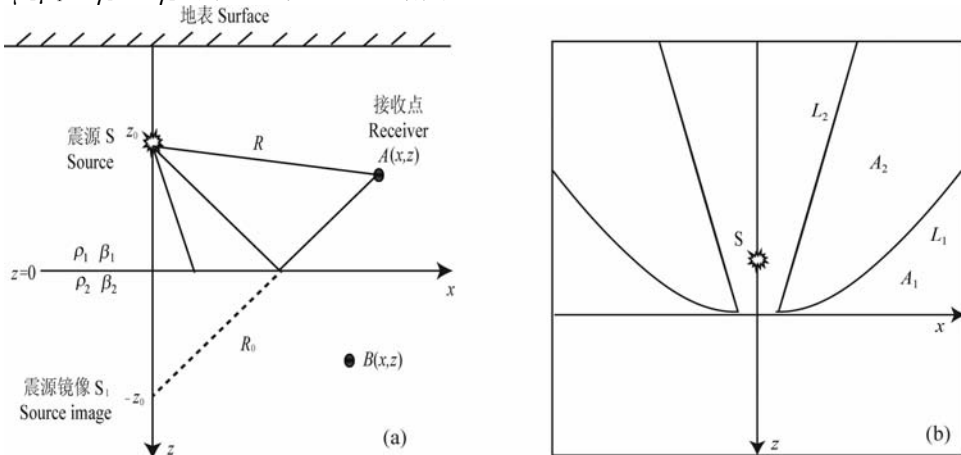 地表 Surface
接收点
Receiver
A(x,z)
震源 S z₀
Source
R
ρ₁ β₁
z=0
x
ρ₂ β₂
R₀
B(x,z)
震源镜像 S₁
Source image
-z₀
z
(a)
L₂
A₂
S
L₁
A₁
x
z
(b)